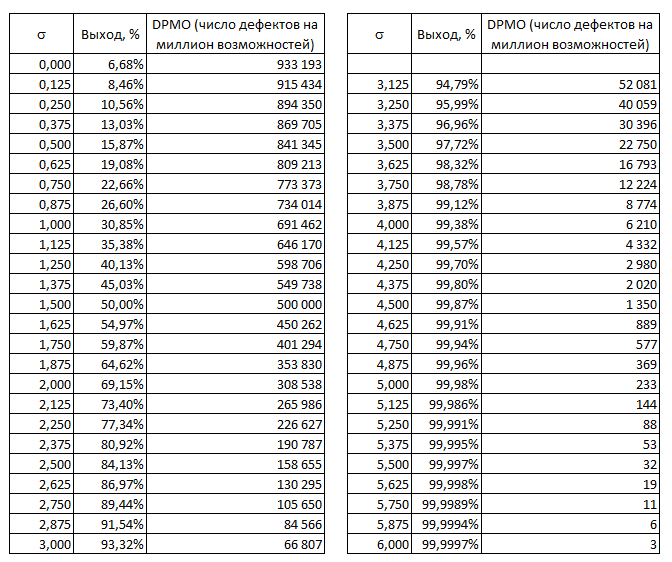 σ Выход, % DPMO (число дефектов на миллион возможностей)
0,000 6,68% 933 193
0,125 8,46% 915 434
0,250 10,56% 894 350
0,375 13,03% 869 705
0,500 15,87% 841 345
0,625 19,08% 809 213
0,750 22,66% 773 373
0,875 26,60% 734 014
1,000 30,85% 691 462
1,125 35,38% 646 170
1,250 40,13% 598 706
1,375 45,03% 549 738
1,500 50,00% 500 000
1,625 54,97% 450 262
1,750 59,87% 401 294
1,875 64,62% 353 830
2,000 69,15% 308 538
2,125 73,40% 265 986
2,250 77,34% 226 627
2,375 80,92% 190 787
2,500 84,13% 158 655
2,625 86,97% 130 295
2,750 89,44% 105 650
2,875 91,54% 84 566
3,000 93,32% 66 807
σ Выход, % DPMO (число дефектов на миллион возможностей)
3,125 94,79% 52 081
3,250 95,99% 40 059
3,375 96,96% 30 396
3,500 97,72% 22 750
3,625 98,32% 16 793
3,750 98,78% 12 224
3,875 99,12% 8 774
4,000 99,38% 6 210
4,125 99,57% 4 332
4,250 99,70% 2 980
4,375 99,80% 2 020
4,500 99,87% 1 350
4,625 99,91% 889
4,750 99,94% 577
4,875 99,96% 369
5,000 99,98% 233
5,125 99,986% 144
5,250 99,991% 88
5,375 99,995% 53
5,500 99,997% 32
5,625 99,998% 19
5,750 99,9989% 11
5,875 99,9994% 6
6,000 99,9997% 3